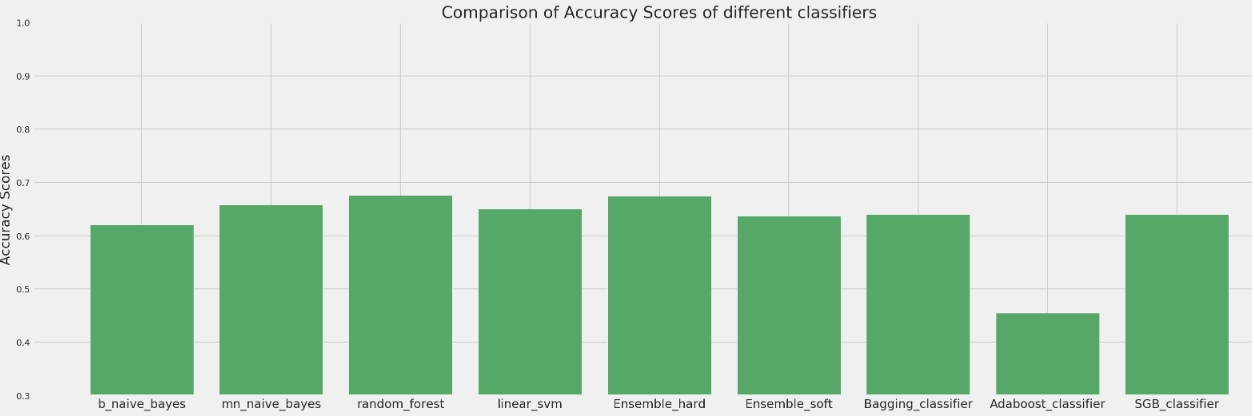 Comparison of Accuracy Scores of different classifiers
Accuracy Scores
1.0
0.9
0.8
0.7
0.6
0.5
0.4
0.3
b_naive_bayes mn_naive_bayes random_forest linear_svm Ensemble_hard Ensemble_soft Bagging_classifier Adaboost_classifier SGB_classifier